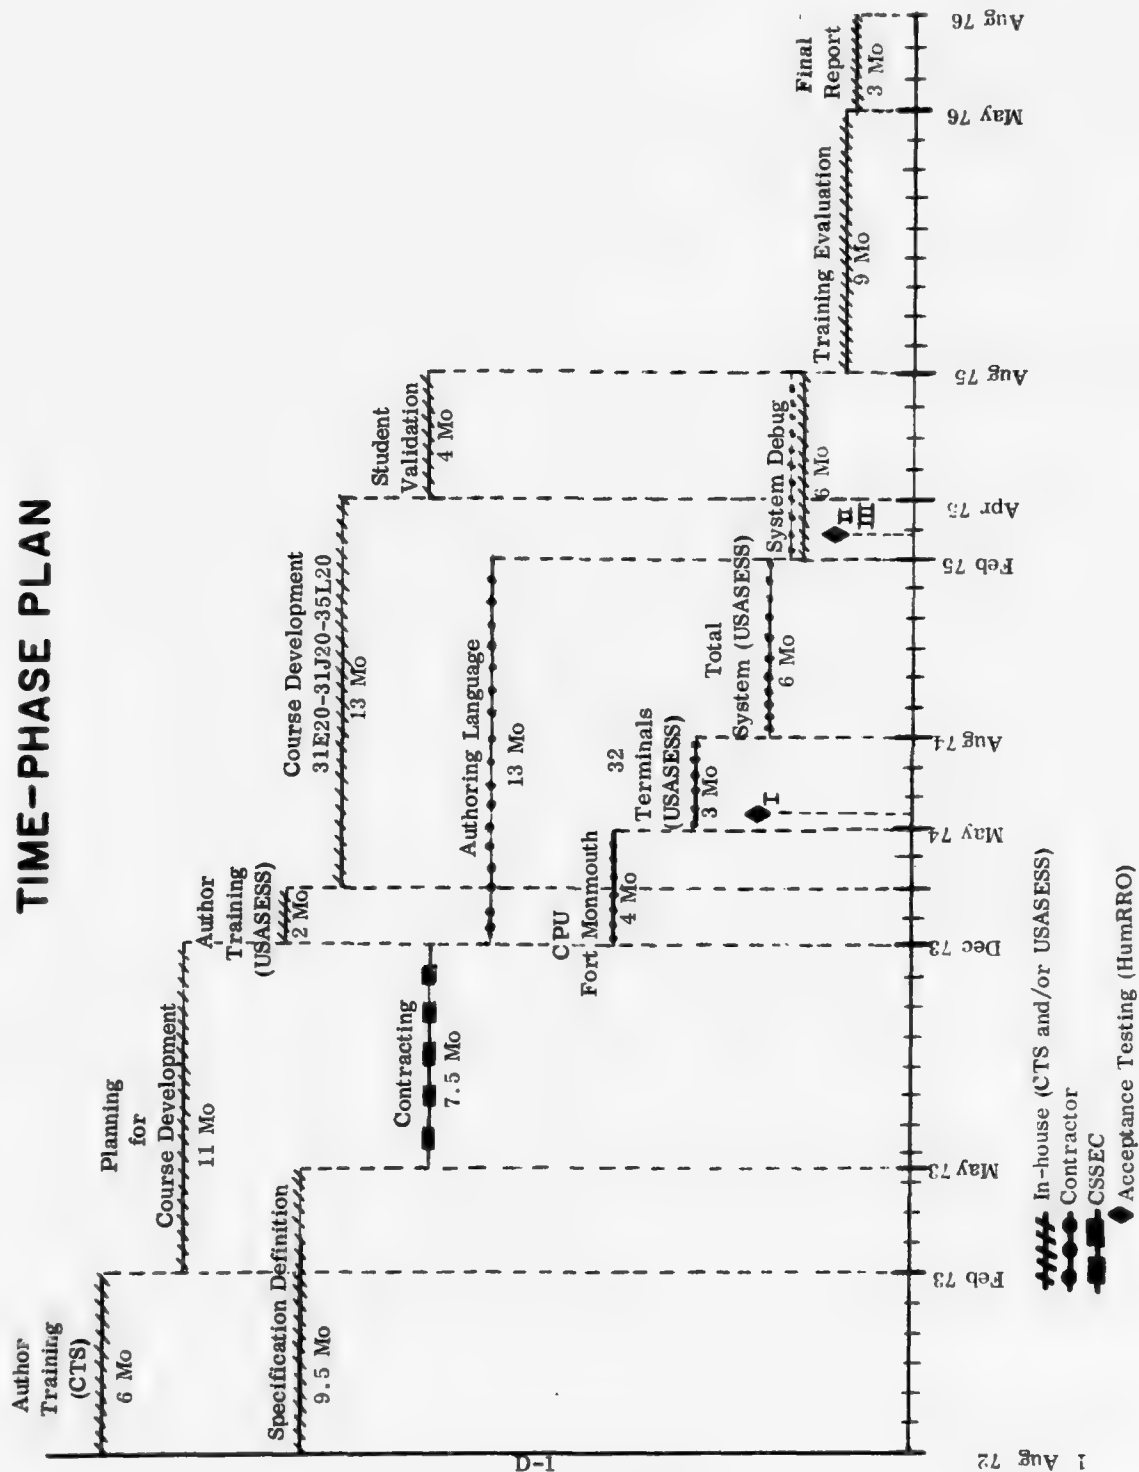 TIME-PHASE PLAN
Author
Training
(CTS)
6 Mo
Planning
for
Course Development
11 Mo
Specification Definition
9.5 Mo
Author
Training
(USASESS)
2 Mo
Contracting
7.5 Mo
Course Development
31E20-31J20-35L20
13 Mo
Authoring Language
13 Mo
CPU
Fort Monmouth
4 Mo
32
Terminals
(USASESS)
3 Mo
I
Total
System (USASESS)
6 Mo
Student
Validation
4 Mo
System Debug
6 Mo
II
III
Training Evaluation
9 Mo
Final
Report
3 Mo
1 Aug 72
Feb 73
May 73
Dec 73
May 74
Aug 74
Feb 75
Apr 75
Aug 75
May 76
Aug 76
In-house (CTS and/or USASESS)
Contractor
CSSEC
Acceptance Testing (HumRRO)
D-1